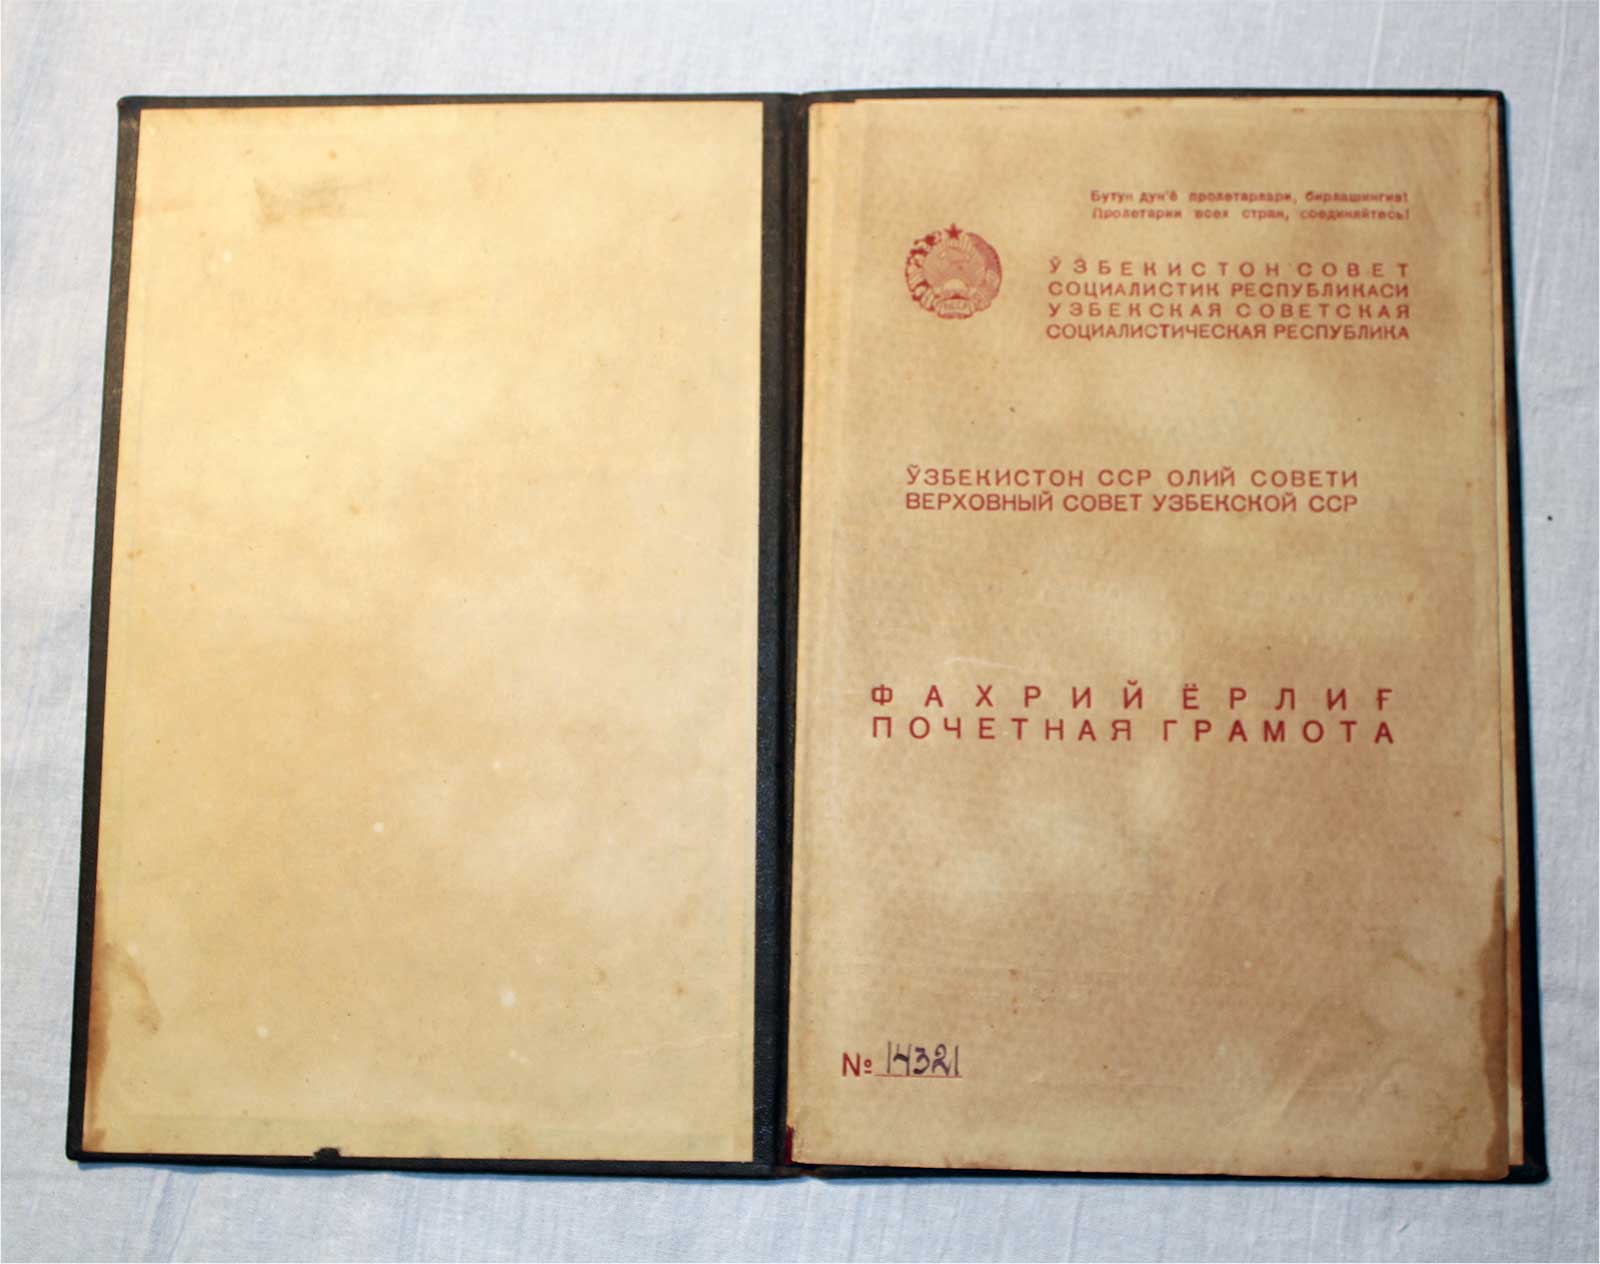 Бутун дун'ё пролетарлари, бирлашингиз!
Пролетарии всех стран, соединяйтесь!
ЎЗБЕКИСТОН СОВЕТ
СОЦИАЛИСТИК РЕСПУБЛИКАСИ
УЗБЕКСКАЯ СОВЕТСКАЯ
СОЦИАЛИСТИЧЕСКАЯ РЕСПУБЛИКА
ЎЗБЕКИСТОН ССР ОЛИЙ СОВЕТИ
ВЕРХОВНЫЙ СОВЕТ УЗБЕКСКОЙ ССР
ФАХРИЙ ЁРЛИҒ
ПОЧЕТНАЯ ГРАМОТА
№ 14321